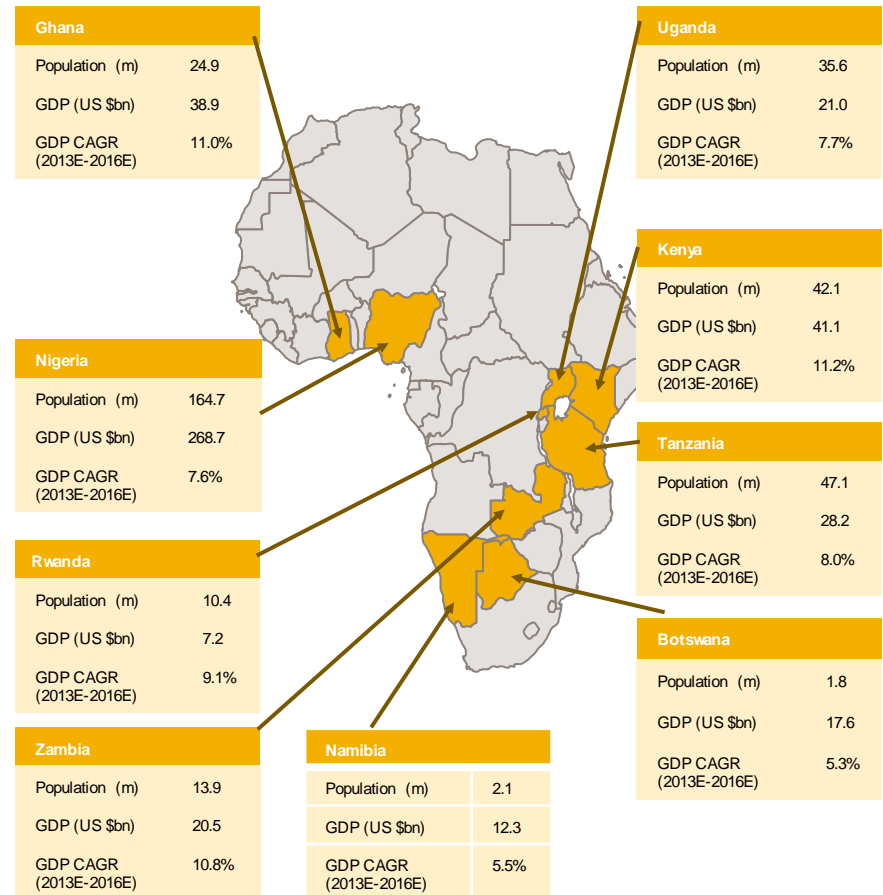 Ghana
Population (m) 24.9
GDP (US $bn) 38.9
GDP CAGR 11.0%
(2013E-2016E)
Uganda
Population (m) 35.6
GDP (US $bn) 21.0
GDP CAGR 7.7%
(2013E-2016E)
Kenya
Population (m) 42.1
GDP (US $bn) 41.1
GDP CAGR 11.2%
(2013E-2016E)
Nigeria
Population (m) 164.7
GDP (US $bn) 268.7
GDP CAGR 7.6%
(2013E-2016E)
Tanzania
Population (m) 47.1
GDP (US $bn) 28.2
GDP CAGR 8.0%
(2013E-2016E)
Rwanda
Population (m) 10.4
GDP (US $bn) 7.2
GDP CAGR 9.1%
(2013E-2016E)
Botswana
Population (m) 1.8
GDP (US $bn) 17.6
GDP CAGR 5.3%
(2013E-2016E)
Zambia
Population (m) 13.9
GDP (US $bn) 20.5
GDP CAGR 10.8%
(2013E-2016E)
Namibia
Population (m) 2.1
GDP (US $bn) 12.3
GDP CAGR 5.5%
(2013E-2016E)